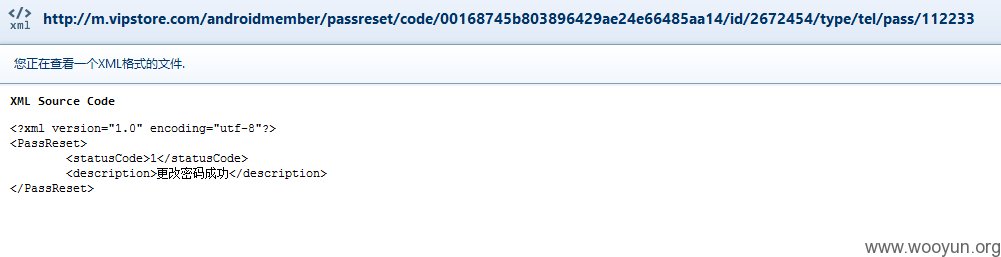 </>
xml
http://m.vipstore.com/androidmember/passreset/code/00168745b803896429ae24e66485aa14/id/2672454/type/tel/pass/112233
您正在查看一个XML格式的文件.
XML Source Code
<?xml version="1.0" encoding="utf-8"?>
<PassReset>
<statusCode>1</statusCode>
<description>更改密码成功</description>
</PassReset>
www.wooyun.org